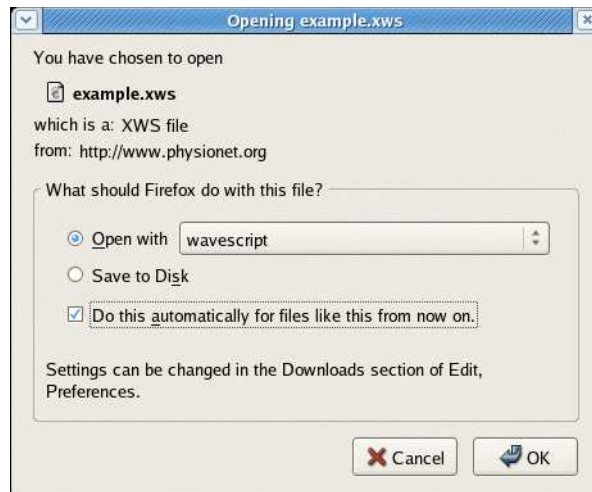 Opening example.xws
You have chosen to open
example.xws
which is a: XWS file
from: http://www.physionet.org
What should Firefox do with this file?
Open with wavescript
Save to Disk
Do this automatically for files like this from now on.
Settings can be changed in the Downloads section of Edit,
Preferences.
Cancel OK